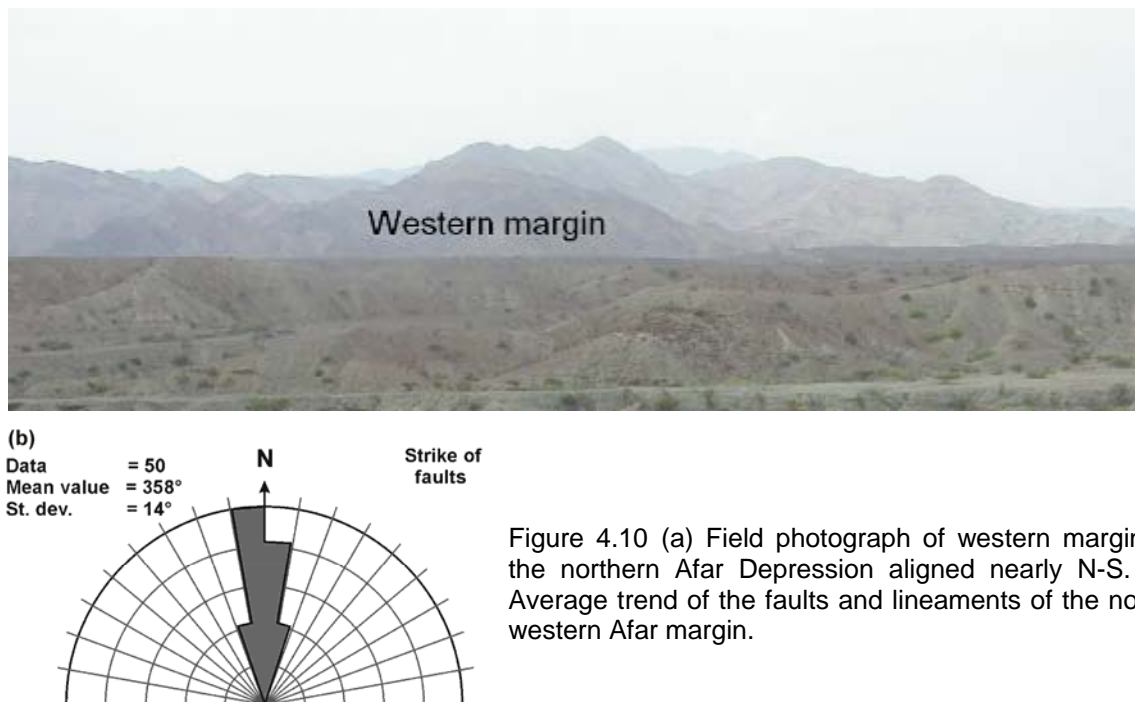 Western margin
(b)
Data = 50
Mean value = 358°
St. dev. = 14°
N
Strike of
faults
Figure 4.10 (a) Field photograph of western margin
the northern Afar Depression aligned nearly N-S.
Average trend of the faults and lineaments of the no
western Afar margin.